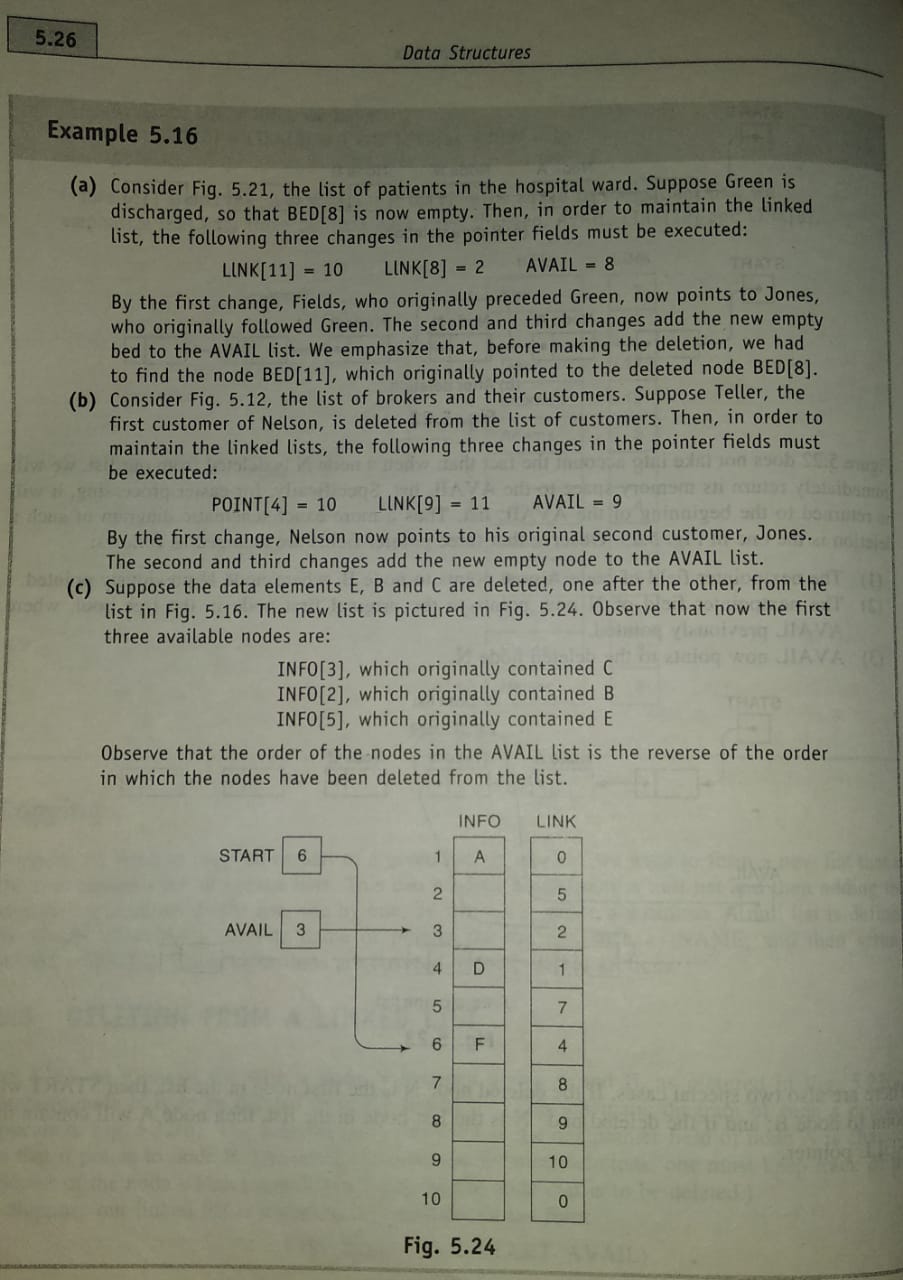 5.26
Data Structures
Example 5.16
(a) Consider Fig. 5.21, the list of patients in the hospital ward. Suppose Green is
discharged, so that BED[8] is now empty. Then, in order to maintain the linked
list, the following three changes in the pointer fields must be executed:
LINK[11] = 10 LINK[8] = 2 AVAIL = 8
By the first change, Fields, who originally preceded Green, now points to Jones,
who originally followed Green. The second and third changes add the new empty
bed to the AVAIL list. We emphasize that, before making the deletion, we had
to find the node BED[11], which originally pointed to the deleted node BED[8].
(b) Consider Fig. 5.12, the list of brokers and their customers. Suppose Teller, the
first customer of Nelson, is deleted from the list of customers. Then, in order to
maintain the linked lists, the following three changes in the pointer fields must
be executed:
POINT[4] = 10 LINK[9] = 11 AVAIL = 9
By the first change, Nelson now points to his original second customer, Jones.
The second and third changes add the new empty node to the AVAIL list.
(c) Suppose the data elements E, B and C are deleted, one after the other, from the
list in Fig. 5.16. The new list is pictured in Fig. 5.24. Observe that now the first
three available nodes are:
INFO[3], which originally contained C
INFO[2], which originally contained B
INFO[5], which originally contained E
Observe that the order of the nodes in the AVAIL list is the reverse of the order
in which the nodes have been deleted from the list.
INFO LINK
START 6 1 A 0
2 5
AVAIL 3 3 2
4 D 1
5 7
6 F 4
7 8
8 9
9 10
10 0
Fig. 5.24